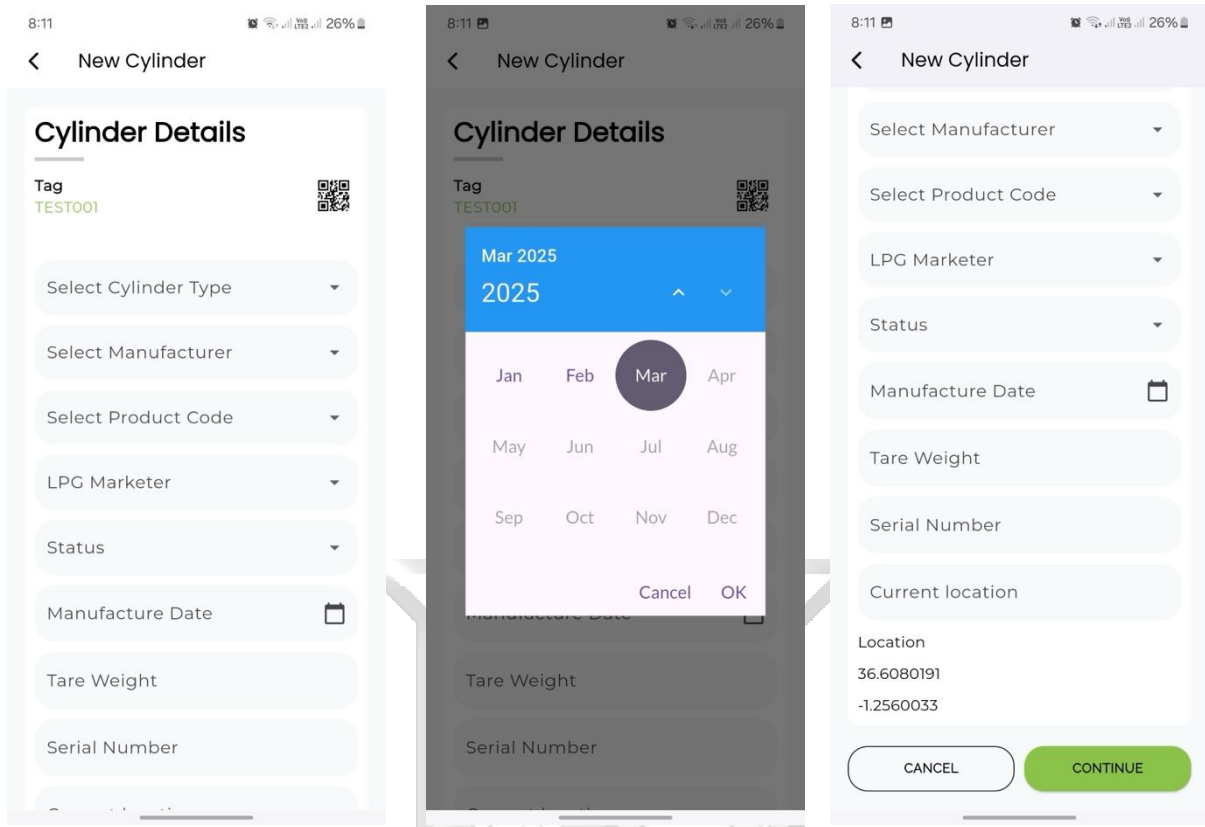 8:11 26%
New Cylinder
Cylinder Details
Tag
TEST001
Select Cylinder Type
Select Manufacturer
Select Product Code
LPG Marketer
Status
Manufacture Date
Tare Weight
Serial Number
8:11 26%
New Cylinder
Cylinder Details
Tag
TEST001
Mar 2025
2025
Jan Feb Mar Apr
May Jun Jul Aug
Sep Oct Nov Dec
Cancel OK
Manufacture Date
Tare Weight
Serial Number
8:11 26%
New Cylinder
Select Manufacturer
Select Product Code
LPG Marketer
Status
Manufacture Date
Tare Weight
Serial Number
Current location
Location
36.6080191
-1.2560033
CANCEL CONTINUE